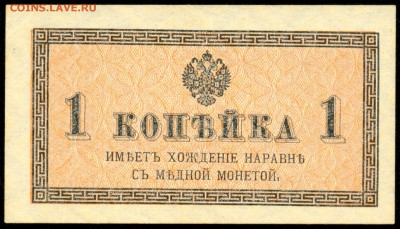 COINS.LAVE.RU
1 КОПѢЙКА 1
ИМѢЕТЪ ХОЖДЕНІЕ НАРАВНѢ
СЪ МѢДНОЙ МОНЕТОЙ.